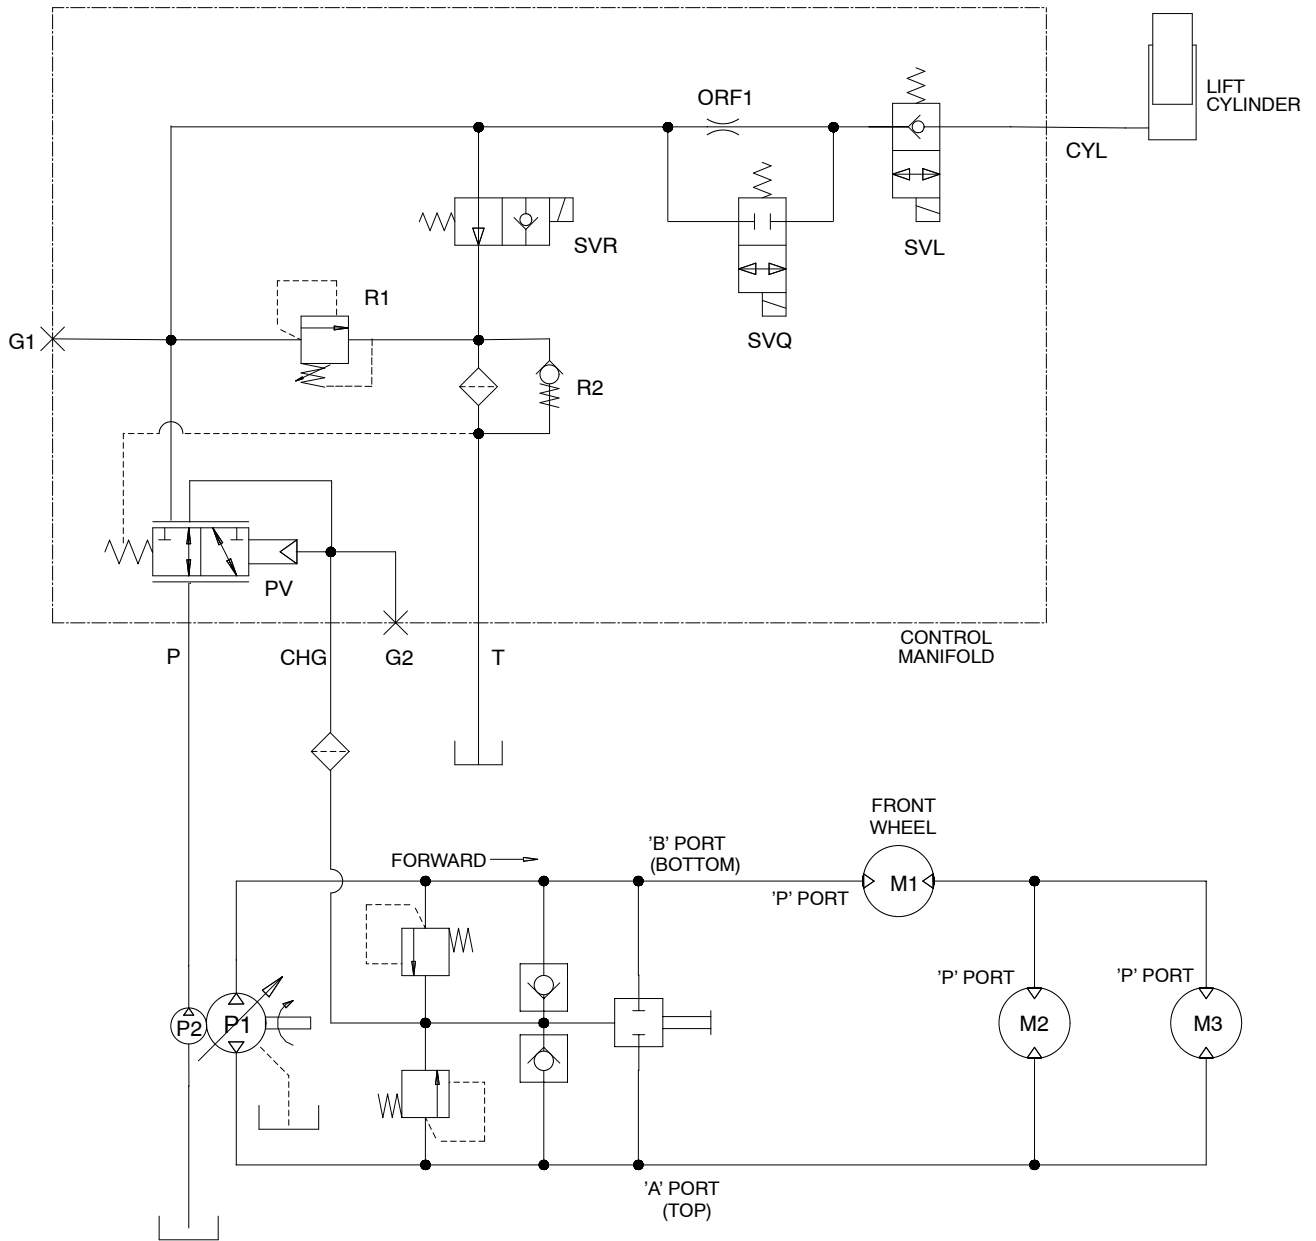 ORF1
LIFT
CYLINDER
CYL
SVR
SVL
R1
G1
SVQ
R2
PV
P
CHG
G2
T
CONTROL
MANIFOLD
FRONT
WHEEL
FORWARD
'B' PORT
(BOTTOM)
'P' PORT
M1
'P' PORT
'P' PORT
P2
P1
M2
M3
'A' PORT
(TOP)